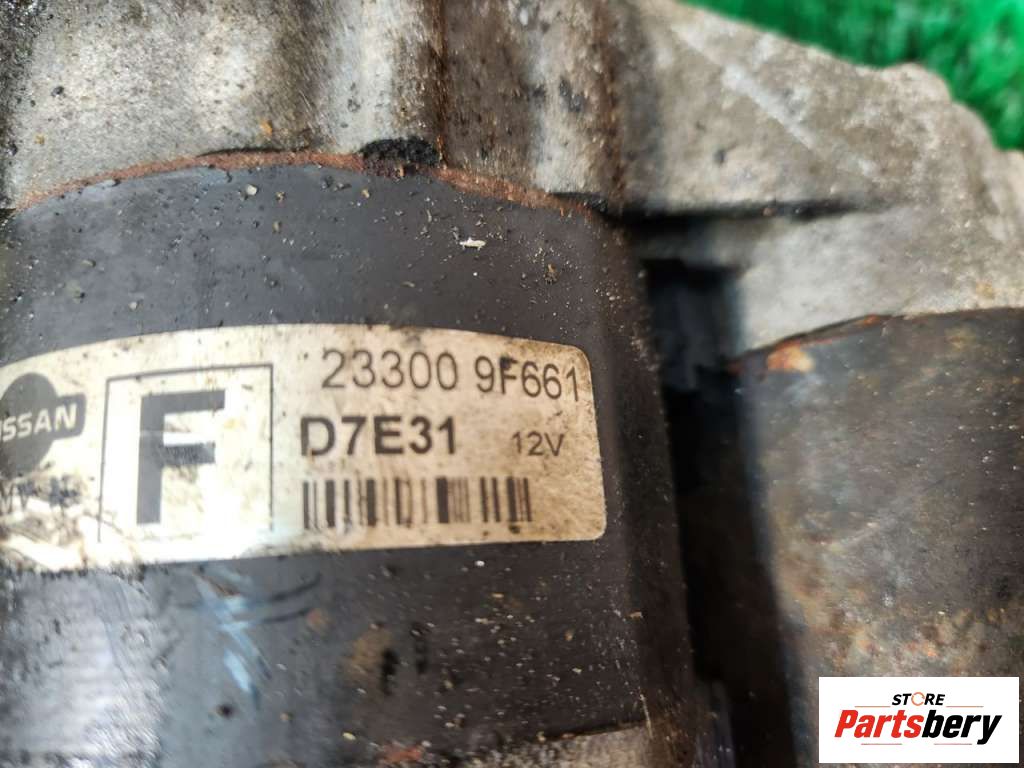 23300 9F661
F
D7E31 12V
STORE
Partsbery